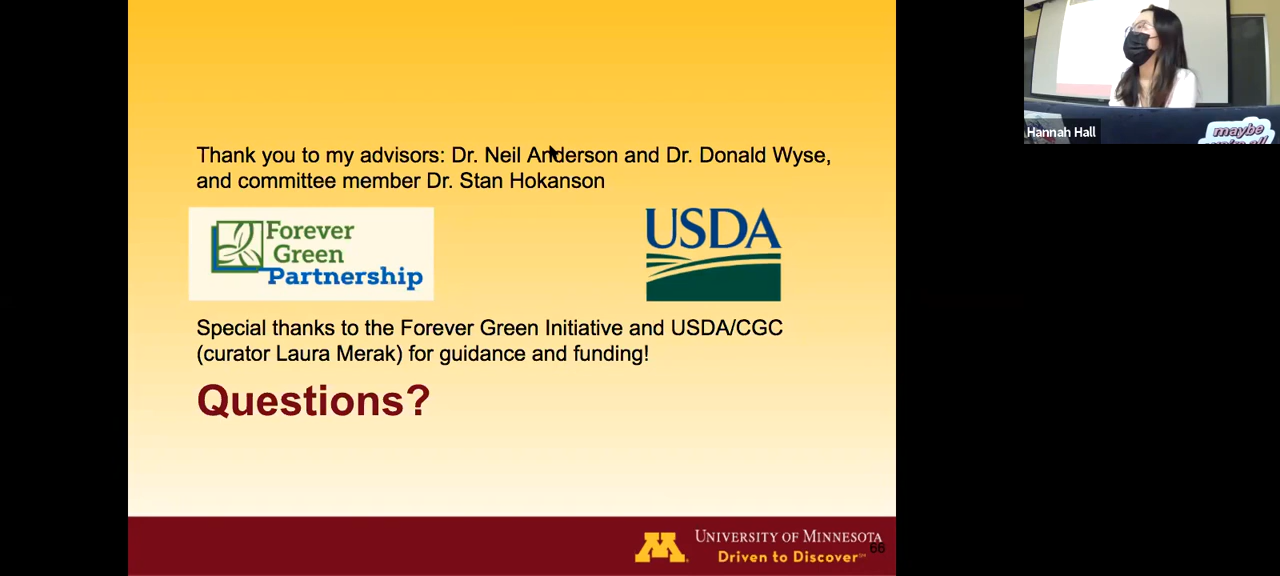 Thank you to my advisors: Dr. Neil Anderson and Dr. Donald Wyse,
and committee member Dr. Stan Hokanson
Forever
Green
Partnership
USDA
Special thanks to the Forever Green Initiative and USDA/CGC
(curator Laura Merak) for guidance and funding!
Questions?
UNIVERSITY OF MINNESOTA
Driven to Discover℠
66
Hannah Hall
maybe